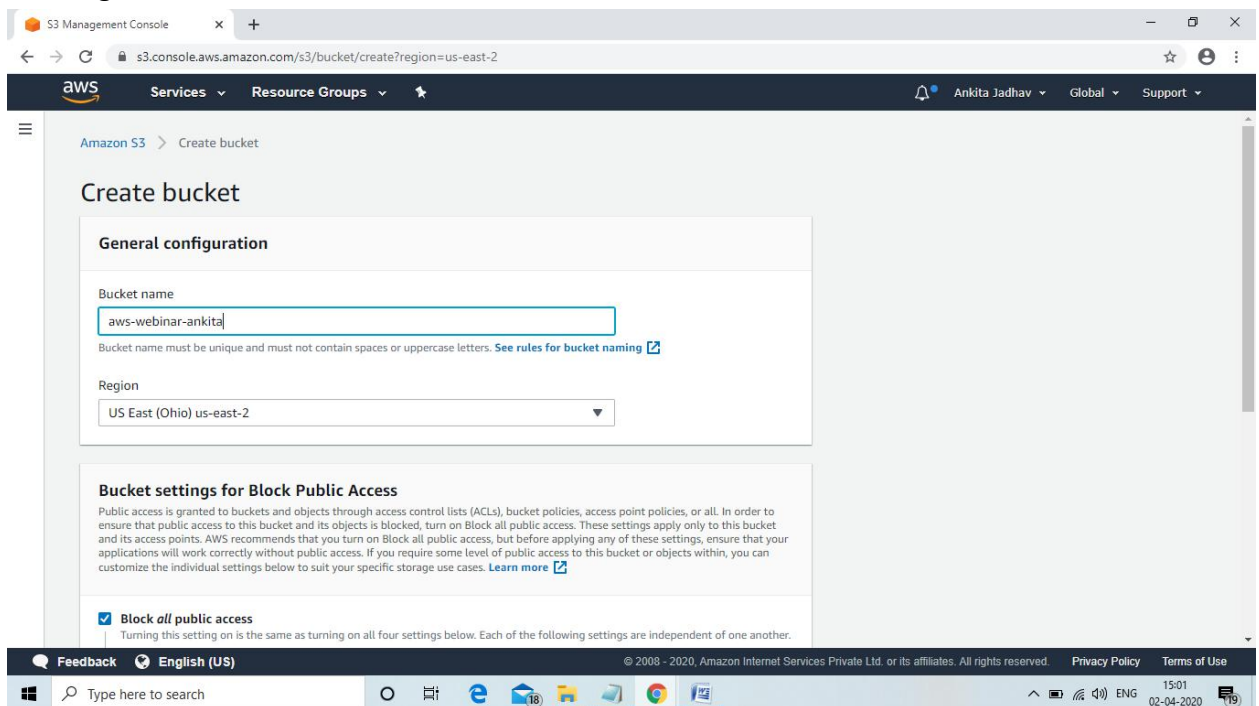 S3 Management Console
s3.console.aws.amazon.com/s3/bucket/create?region=us-east-2
aws Services Resource Groups Ankita Jadhav Global Support
Amazon S3 > Create bucket
Create bucket
General configuration
Bucket name
aws-webinar-ankita
Bucket name must be unique and must not contain spaces or uppercase letters. See rules for bucket naming
Region
US East (Ohio) us-east-2
Bucket settings for Block Public Access
Public access is granted to buckets and objects through access control lists (ACLs), bucket policies, access point policies, or all. In order to
ensure that public access to this bucket and its objects is blocked, turn on Block all public access. These settings apply only to this bucket
and its access points. AWS recommends that you turn on Block all public access, but before applying any of these settings, ensure that your
applications will work correctly without public access. If you require some level of public access to this bucket or objects within, you can
customize the individual settings below to suit your specific storage use cases. Learn more
Block all public access
Turning this setting on is the same as turning on all four settings below. Each of the following settings are independent of one another.
Feedback English (US) © 2008 - 2020, Amazon Internet Services Private Ltd. or its affiliates. All rights reserved. Privacy Policy Terms of Use
Type here to search 18 ENG 15:01 19
02-04-2020